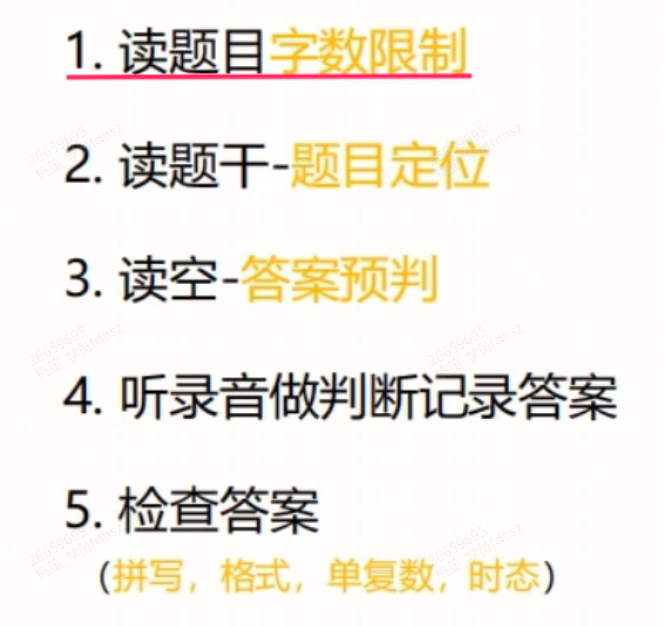 1. 读题目字数限制
2. 读题干-题目定位
3. 读空-答案预判
4. 听录音做判断记录答案
5. 检查答案
（拼写，格式，单复数，时态）